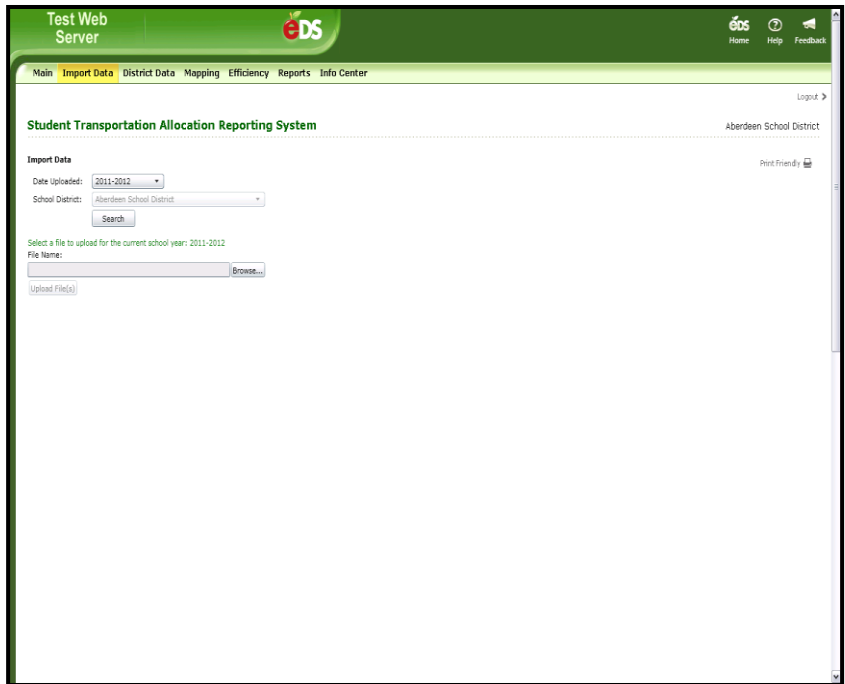 Test Web
Server
eDS
eDS
Home Help Feedback
Main Import Data District Data Mapping Efficiency Reports Info Center
Logout
Student Transportation Allocation Reporting System
Aberdeen School District
Import Data
Print Friendly
Date Uploaded: 2011-2012
School District: Aberdeen School District
Search
Select a file to upload for the current school year: 2011-2012
File Name:
Browse...
Upload File(s)